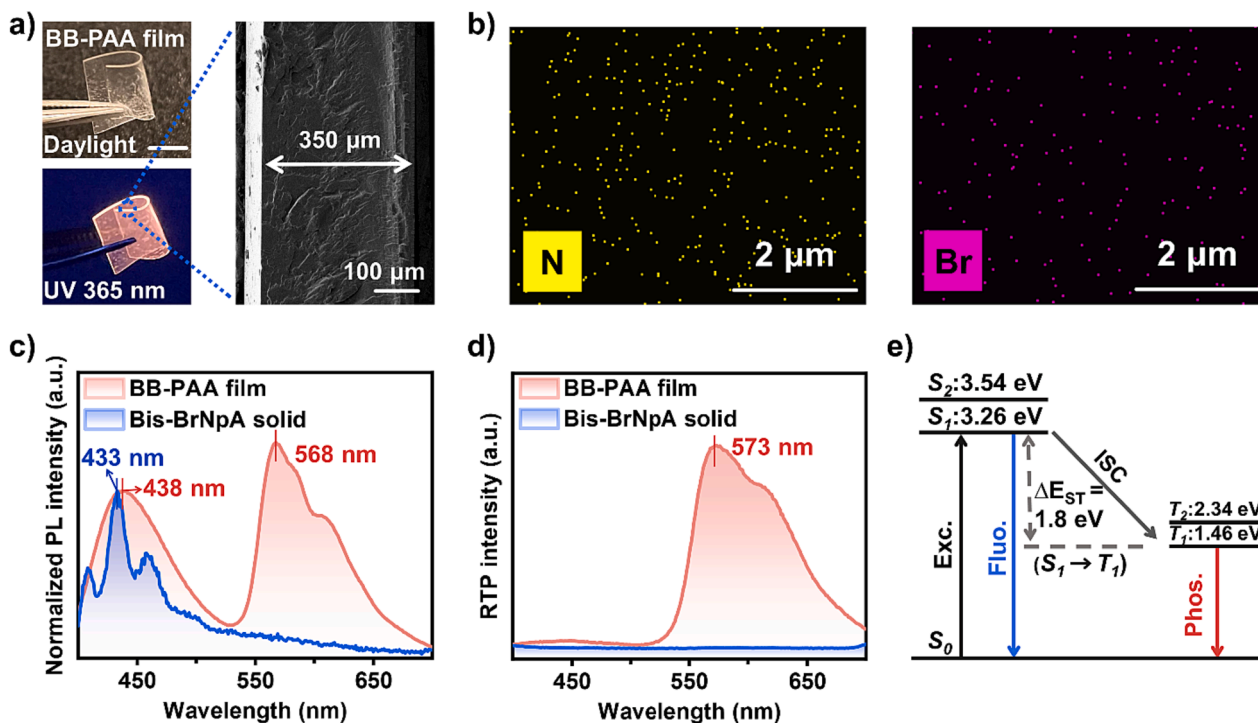 a)
BB-PAA film
Daylight
UV 365 nm
350 μm
100 μm
b)
N
2 μm
Br
2 μm
c)
Normalized PL intensity (a.u.)
BB-PAA film
Bis-BrNpA solid
433 nm
438 nm
568 nm
450
550
650
Wavelength (nm)
d)
RTP intensity (a.u.)
BB-PAA film
Bis-BrNpA solid
573 nm
450
550
650
Wavelength (nm)
e)
S₂:3.54 eV
S₁:3.26 eV
Exc.
Fluo.
ΔE_ST =
1.8 eV
(S₁ → T₁)
ISC
T₂:2.34 eV
T₁:1.46 eV
Phos.
S₀